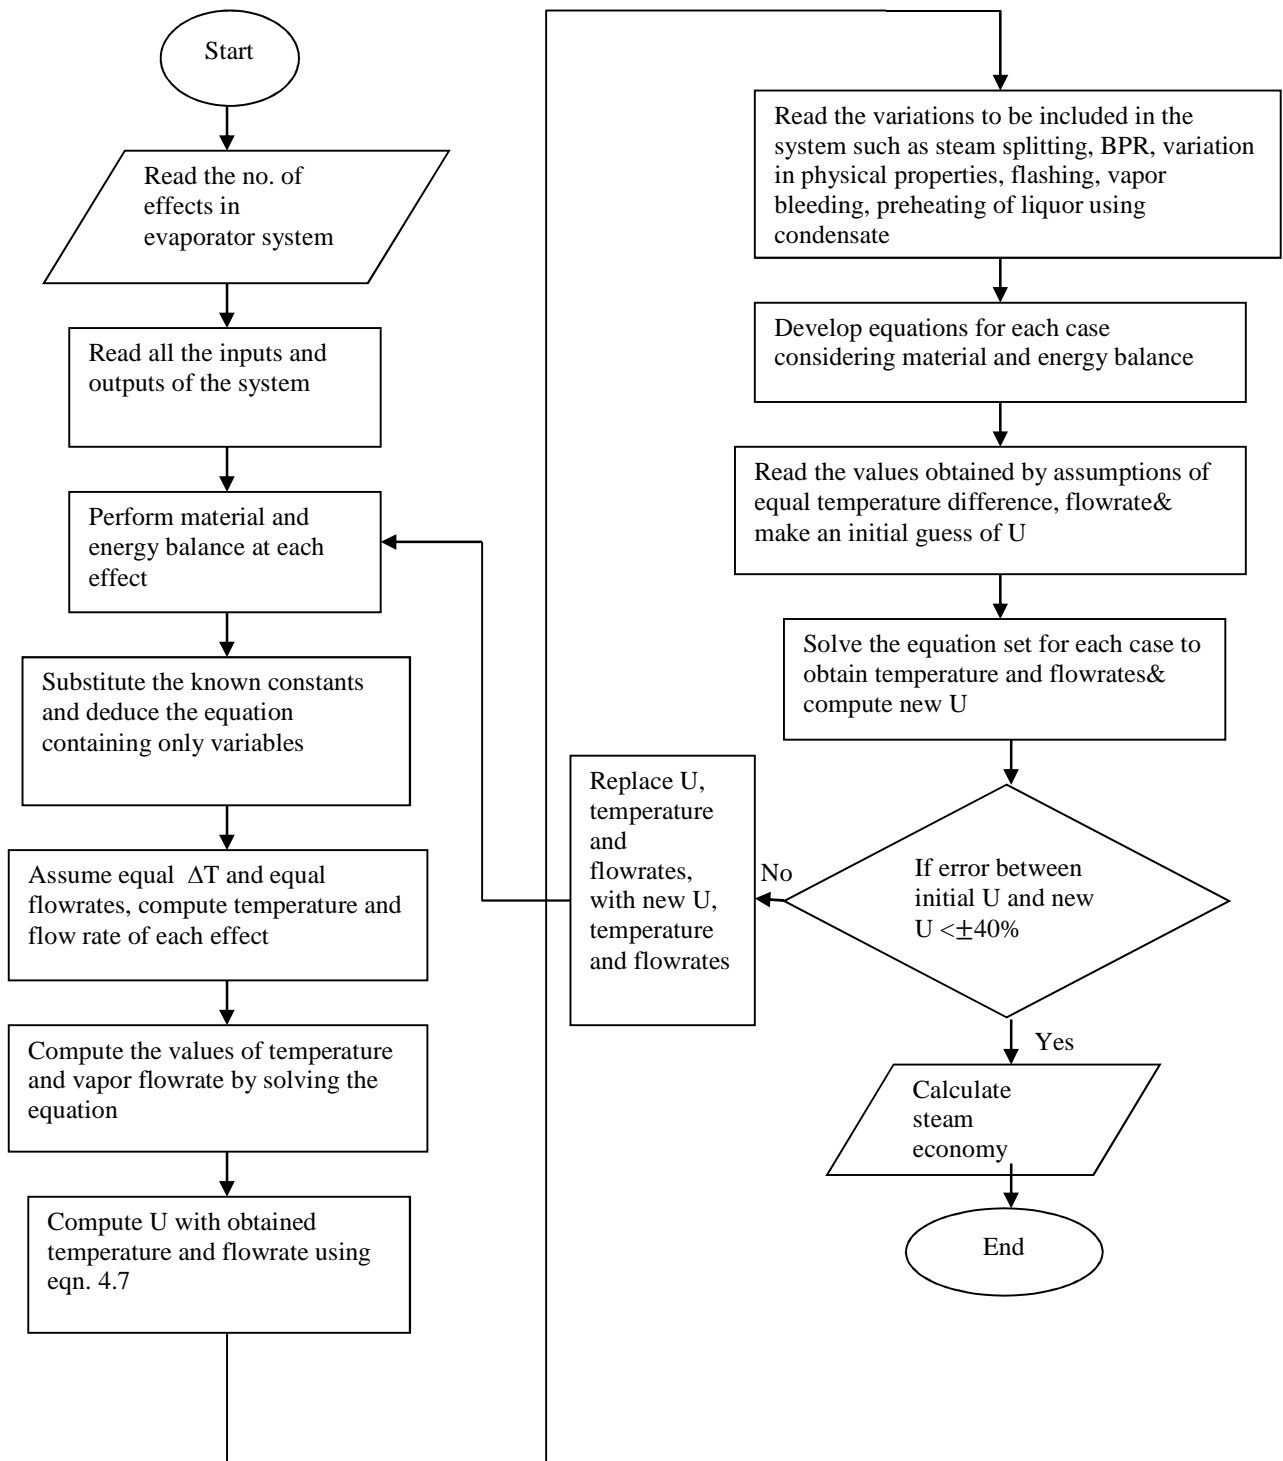 Start
Read the no. of
effects in
evaporator system
Read all the inputs and
outputs of the system
Perform material and
energy balance at each
effect
Substitute the known constants
and deduce the equation
containing only variables
Assume equal ΔT and equal
flowrates, compute temperature and
flow rate of each effect
Compute the values of temperature
and vapor flowrate by solving the
equation
Compute U with obtained
temperature and flowrate using
eqn. 4.7
Read the variations to be included in the
system such as steam splitting, BPR, variation
in physical properties, flashing, vapor
bleeding, preheating of liquor using
condensate
Develop equations for each case
considering material and energy balance
Read the values obtained by assumptions of
equal temperature difference, flowrate&
make an initial guess of U
Solve the equation set for each case to
obtain temperature and flowrates&
compute new U
If error between
initial U and new
U <±40%
No
Replace U,
temperature
and
flowrates,
with new U,
temperature
and flowrates
Yes
Calculate
steam
economy
End